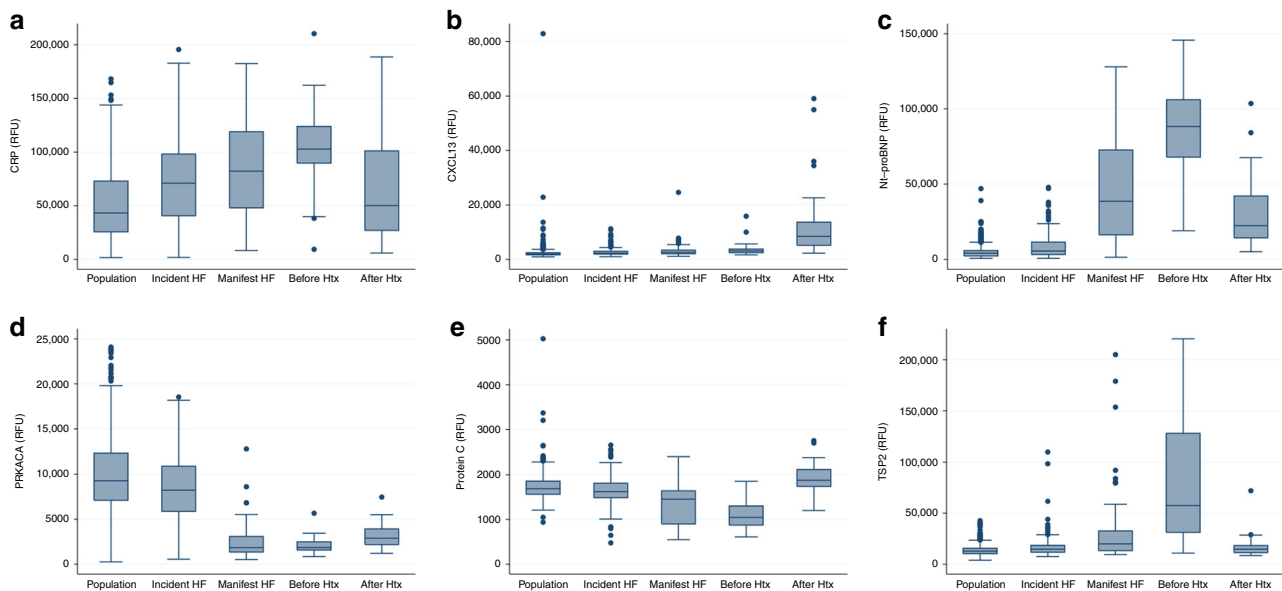 a
CRP (RFU)
200,000
150,000
100,000
50,000
0
Population Incident HF Manifest HF Before Htx After Htx
b
CXCL13 (RFU)
80,000
60,000
40,000
20,000
0
Population Incident HF Manifest HF Before Htx After Htx
c
Nt–proBNP (RFU)
150,000
100,000
50,000
0
Population Incident HF Manifest HF Before Htx After Htx
d
PRKACA (RFU)
25,000
20,000
15,000
10,000
5000
0
Population Incident HF Manifest HF Before Htx After Htx
e
Protein C (RFU)
5000
4000
3000
2000
1000
0
Population Incident HF Manifest HF Before Htx After Htx
f
TSP2 (RFU)
200,000
150,000
100,000
50,000
0
Population Incident HF Manifest HF Before Htx After Htx